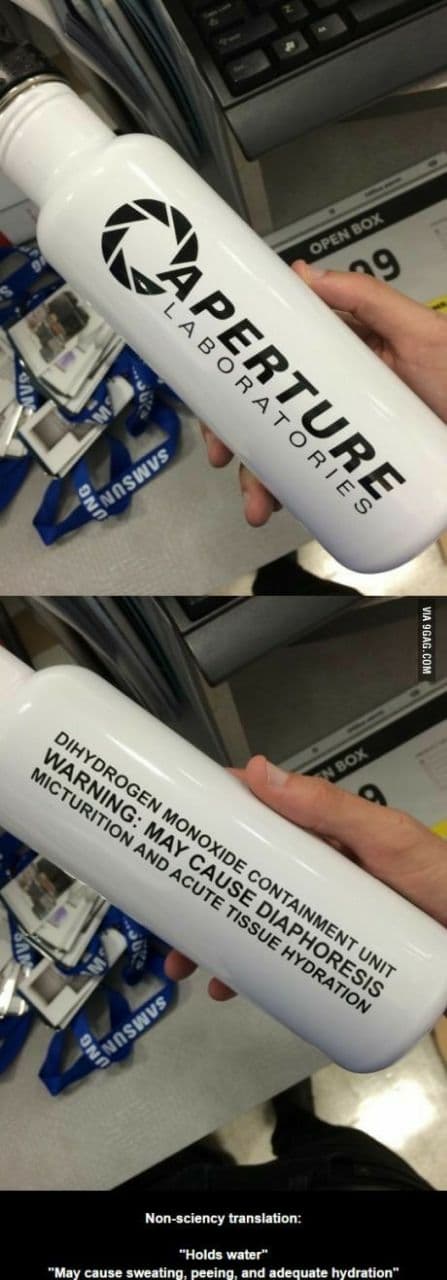 APERTURE
LABORATORIES
OPEN BOX
99
SAMSUNG
SAMSUNG
VIA 9GAG.COM
DIHYDROGEN MONOXIDE CONTAINMENT UNIT
WARNING: MAY CAUSE DIAPHORESIS
MICTURITION AND ACUTE TISSUE HYDRATION
EN BOX
9
SAMSUNG
Non-sciency translation:
"Holds water"
"May cause sweating, peeing, and adequate hydration"